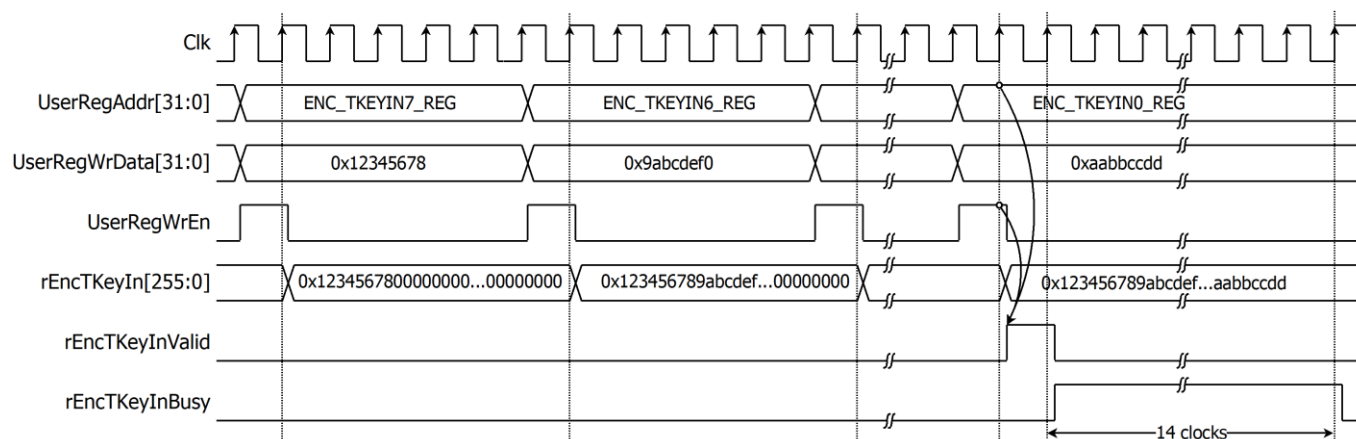 Clk
UserRegAddr[31:0] ENC_TKEYIN7_REG ENC_TKEYIN6_REG ENC_TKEYIN0_REG
UserRegWrData[31:0] 0x12345678 0x9abcdef0 0xaabbccdd
UserRegWrEn
rEncTKeyIn[255:0] 0x1234567800000000...00000000 0x123456789abcdef...00000000 0x123456789abcdef...aabbccdd
rEncTKeyInValid
rEncTKeyInBusy
14 clocks